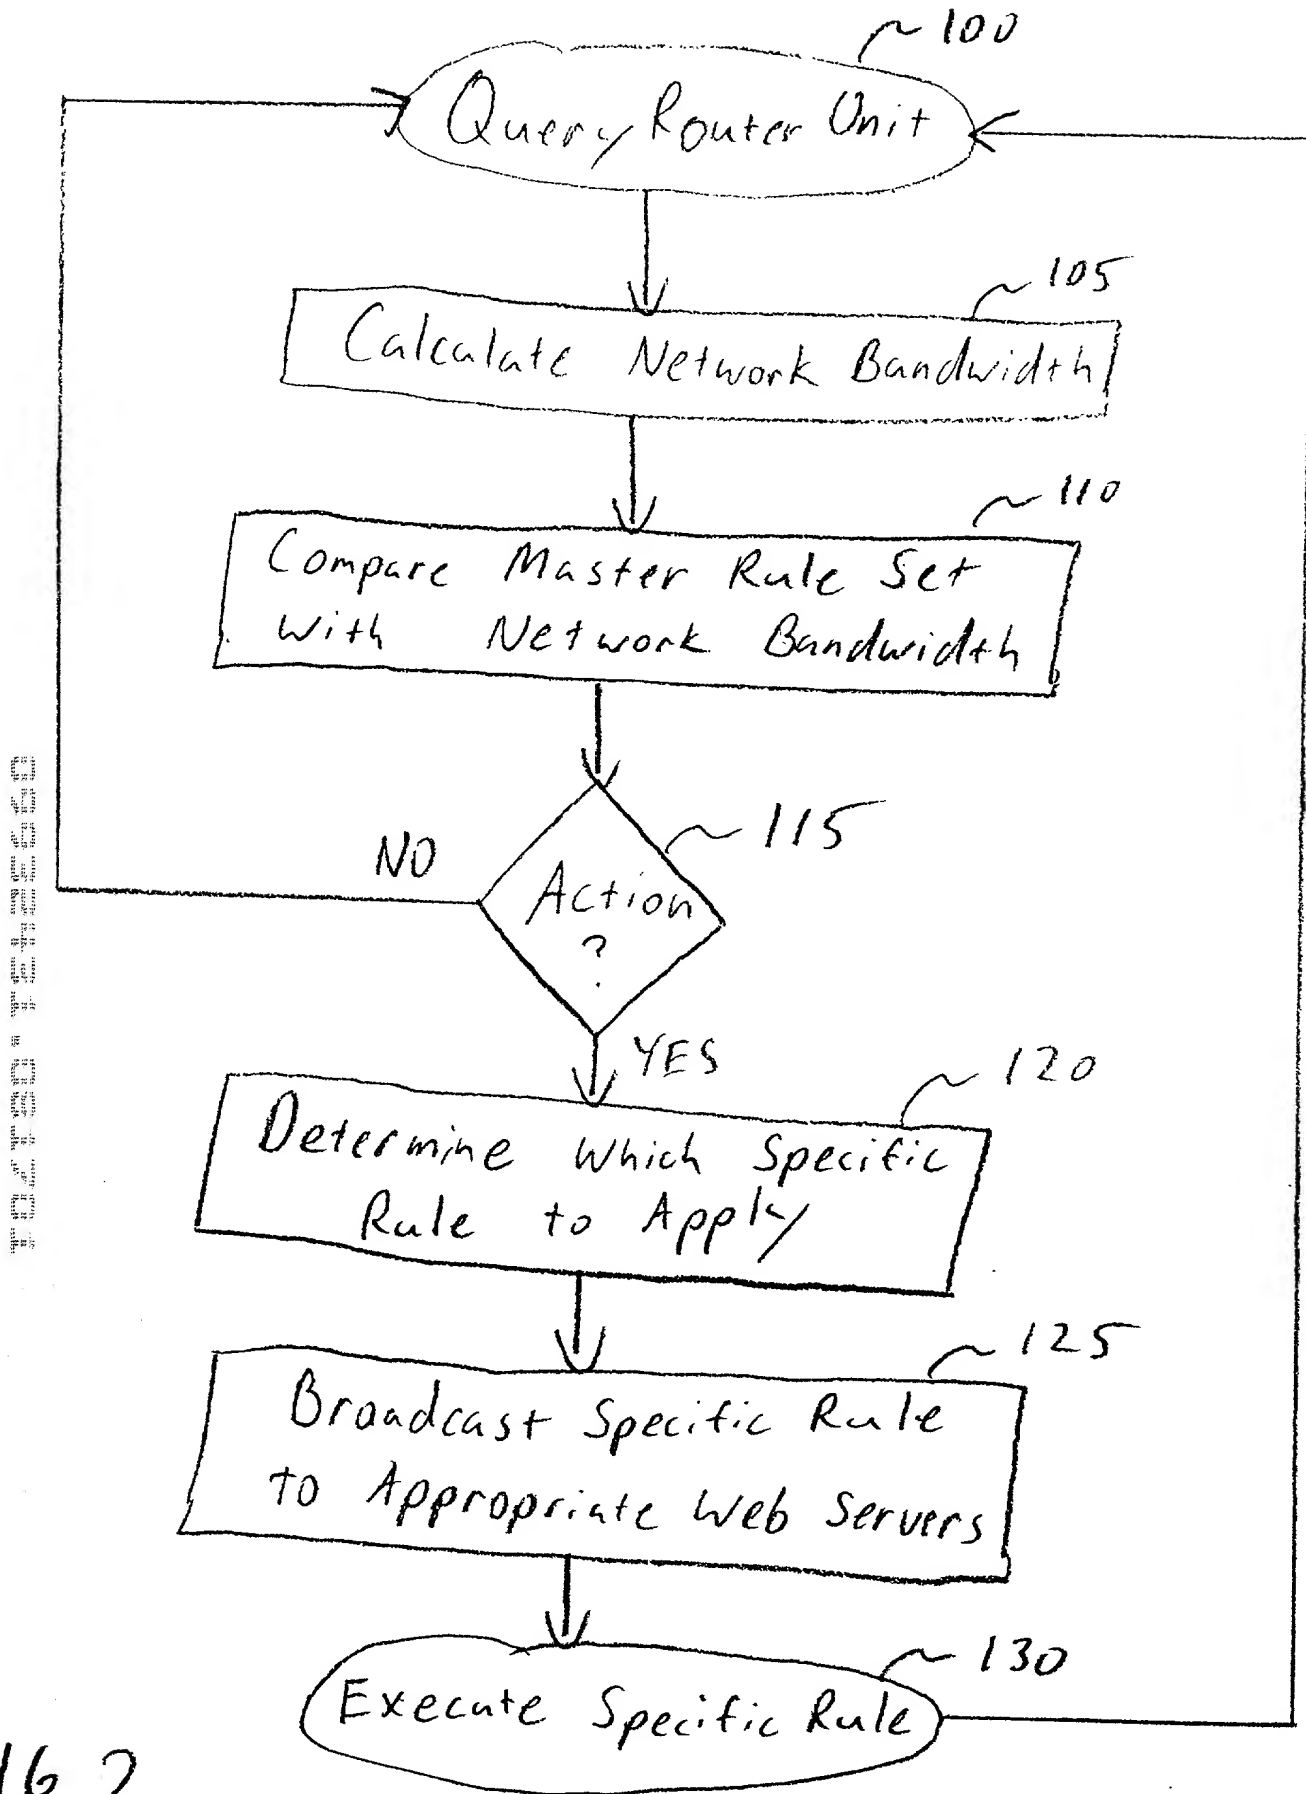 100
Query Router Unit
105
Calculate Network Bandwidth
110
Compare Master Rule Set
With Network Bandwidth
115
NO
Action
?
YES
120
Determine Which Specific
Rule to Apply
125
Broadcast Specific Rule
to Appropriate Web Servers
130
Execute Specific Rule